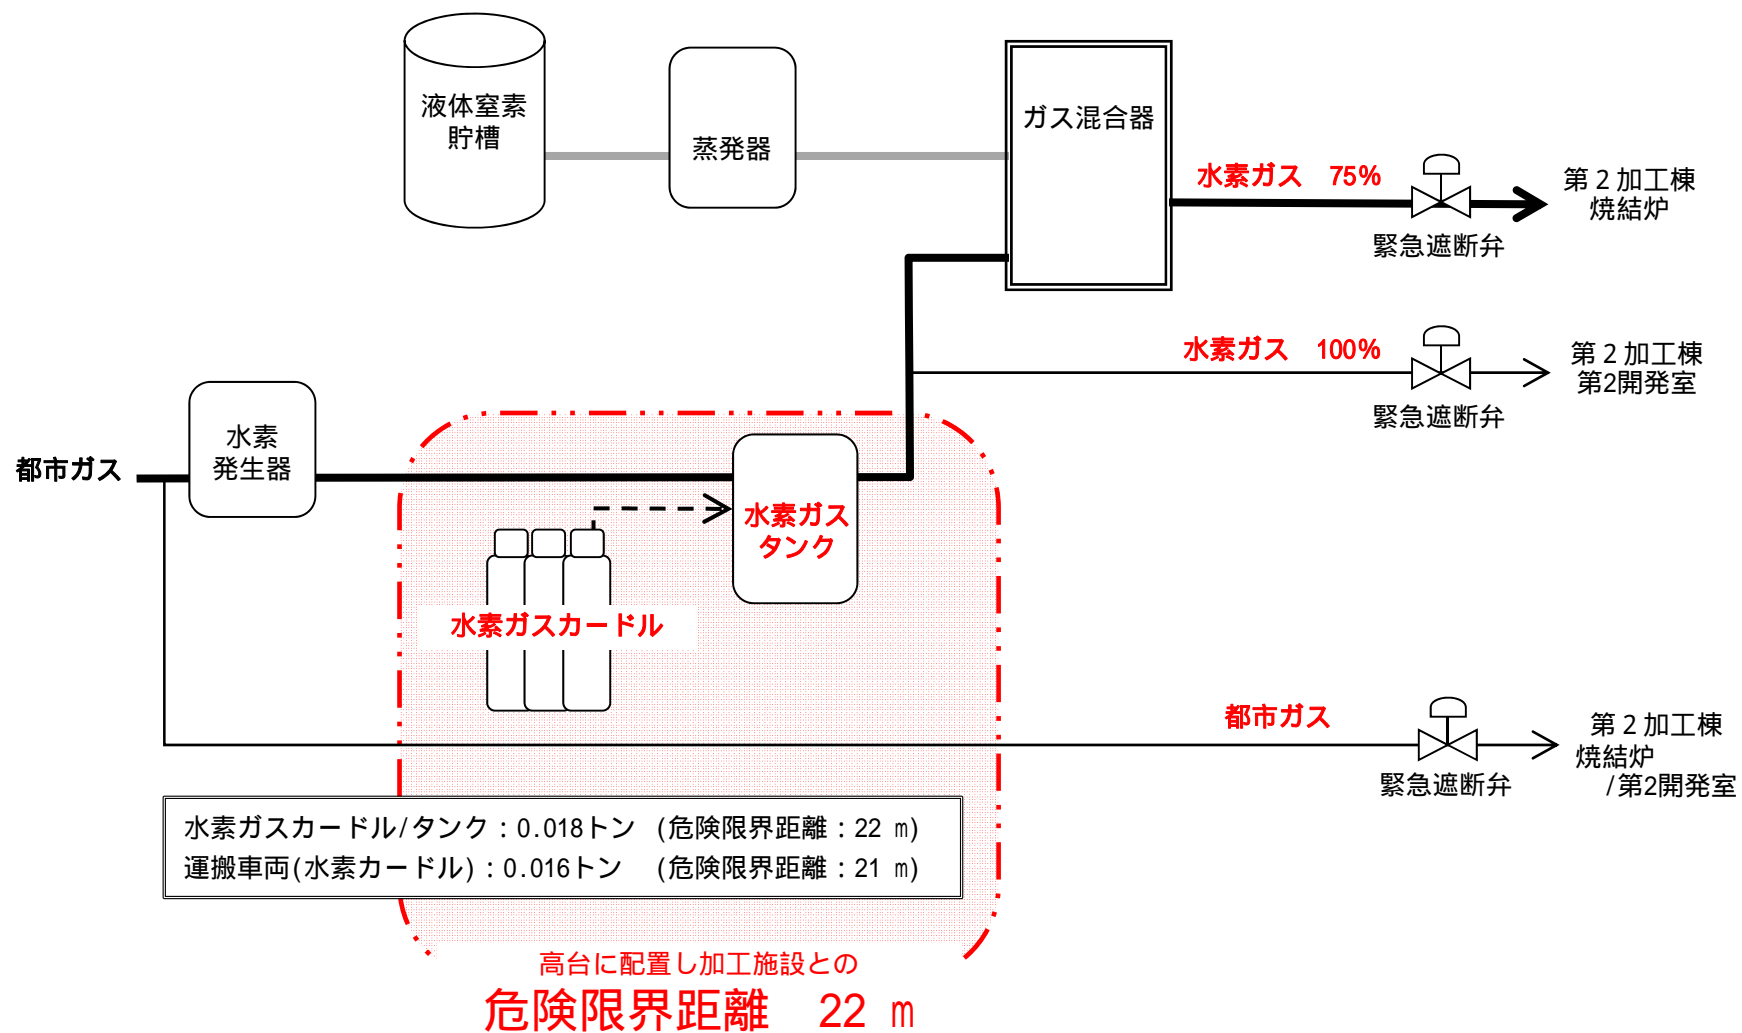 液体窒素
貯槽
蒸発器
ガス混合器
水素ガス　75%
第２加工棟
焼結炉
緊急遮断弁
水素ガス　100%
第２加工棟
第2開発室
緊急遮断弁
都市ガス
水素
発生器
水素ガス
タンク
水素ガスカードル
都市ガス
第２加工棟
焼結炉
/第2開発室
緊急遮断弁
水素ガスカードル/タンク：0.018トン　(危険限界距離：22 m)
運搬車両(水素カードル)：0.016トン　(危険限界距離：21 m)
高台に配置し加工施設との
危険限界距離　22 m